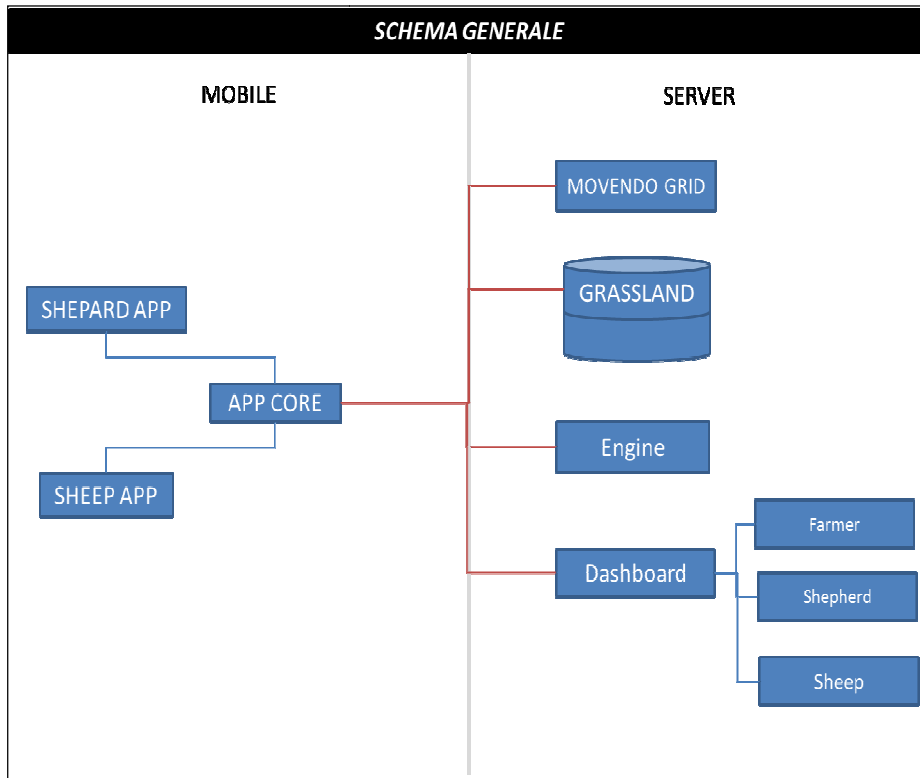 SCHEMA GENERALE
MOBILE
SHEPARD APP
APP CORE
SHEEP APP
SERVER
MOVENDO GRID
GRASSLAND
Engine
Dashboard
Farmer
Shepherd
Sheep